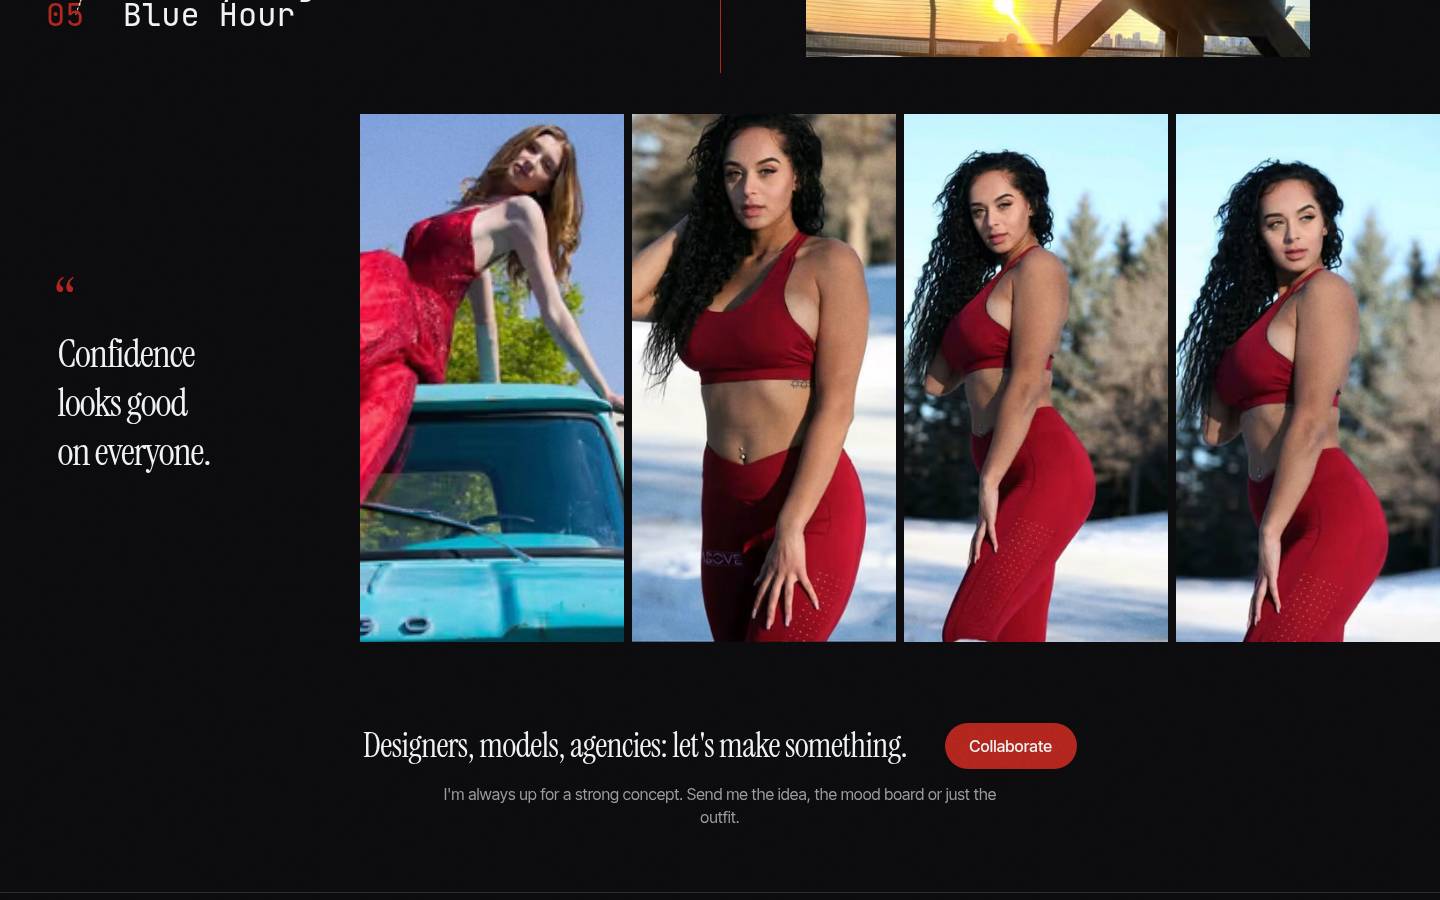 05 Blue Hour
“
Confidence
looks good
on everyone.
Designers, models, agencies: let's make something.
Collaborate
I'm always up for a strong concept. Send me the idea, the mood board or just the
outfit.